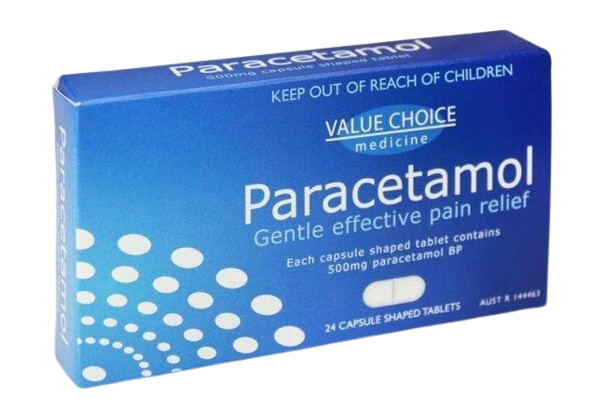 Paracetamol
500mg capsule shaped tablet
KEEP OUT OF REACH OF CHILDREN
VALUE CHOICE
medicine
Paracetamol
Gentle effective pain relief
Each capsule shaped tablet contains
500mg paracetamol BP
24 CAPSULE SHAPED TABLETS
AUST R 144463
Paracetamol